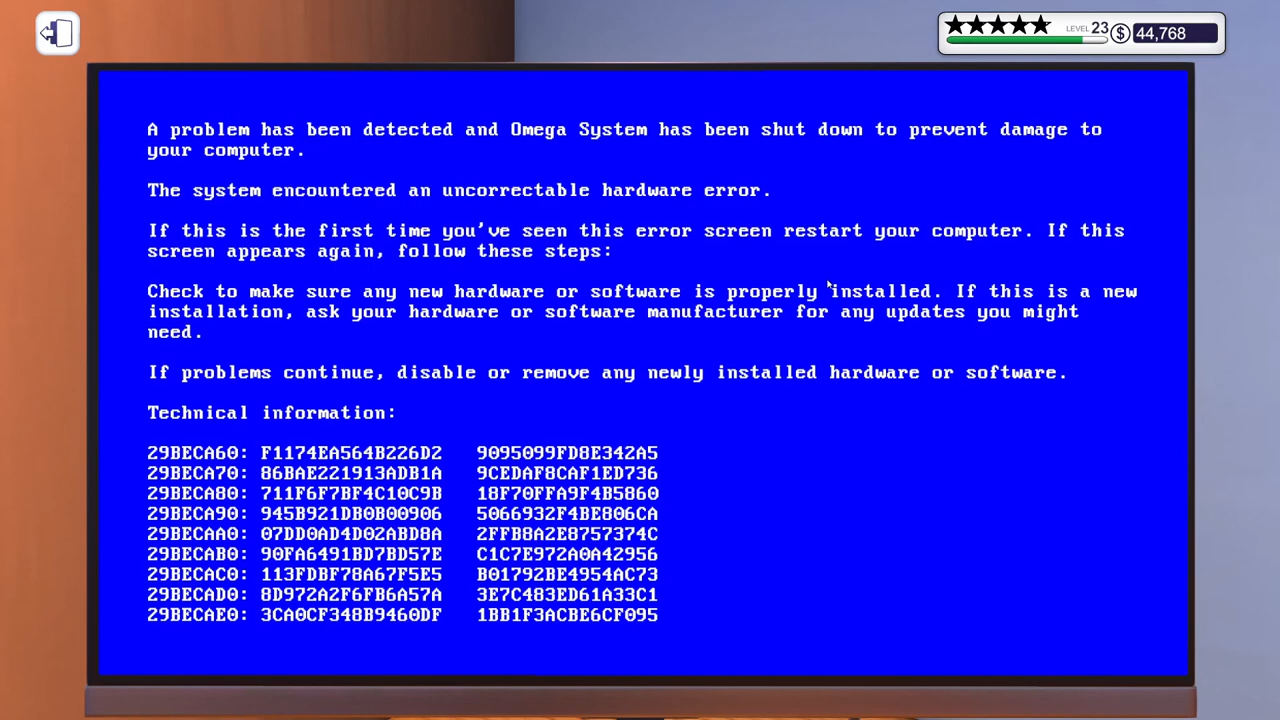 LEVEL 23
$ 44,768
A problem has been detected and Omega System has been shut down to prevent damage to
your computer.
The system encountered an uncorrectable hardware error.
If this is the first time you've seen this error screen restart your computer. If this
screen appears again, follow these steps:
Check to make sure any new hardware or software is properly installed. If this is a new
installation, ask your hardware or software manufacturer for any updates you might
need.
If problems continue, disable or remove any newly installed hardware or software.
Technical information:
29BECA60: F1174EA564B226D2 9095099FD8E342A5
29BECA70: 86BAE221913ADB1A 9CEDAF8CAF1ED736
29BECA80: 711F6F7BF4C10C9B 18F70FFA9F4B5860
29BECA90: 945B921DB0B00906 5066932F4BE806CA
29BECAA0: 07DD0AD4D02ABD8A 2FFB8A2E8757374C
29BECAB0: 90FA6491BD7BD57E C1C7E972A0A42956
29BECAC0: 113FDBF78A67F5E5 B01792BE4954AC73
29BECAD0: 8D972A2F6FB6A57A 3E7C483ED61A33C1
29BECAE0: 3CA0CF348B9460DF 1BB1F3ACBE6CF095